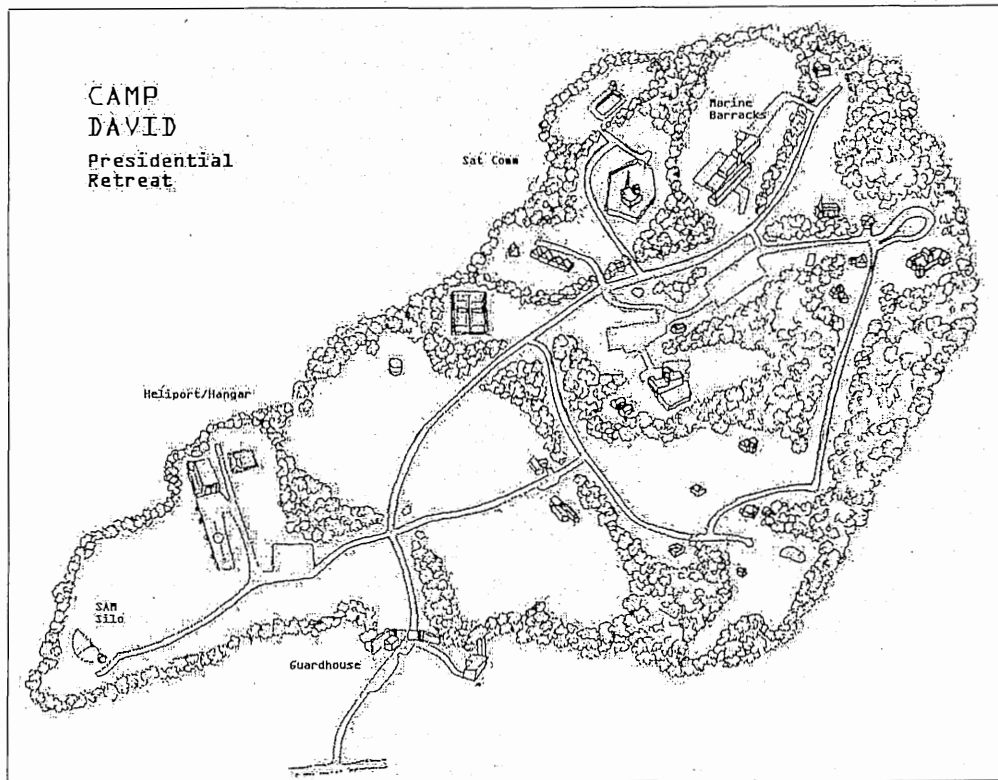 CAMP
DAVID
Presidential
Retreat
Marine
Barracks
Sat Comm
Heliport/Hangar
SAM
Silo
Guardhouse